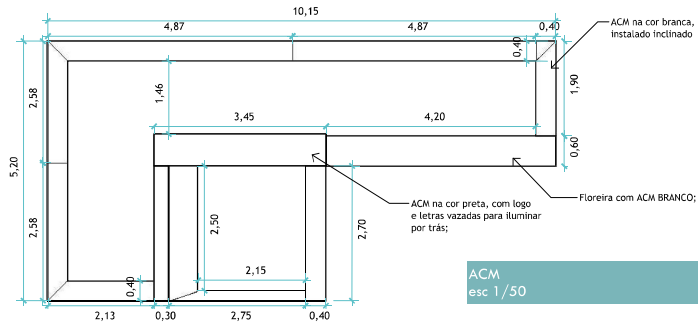 10,15
4,87
4,87
0,40
0,40
ACM na cor branca,
instalado inclinado
2,58
1,46
1,90
3,45
4,20
5,20
0,60
ACM na cor preta, com logo
e letras vazadas para iluminar
por trás;
Floreira com ACM BRANCO;
2,58
2,50
2,70
2,15
0,40
2,13
0,30
2,75
0,40
ACM
esc 1/50